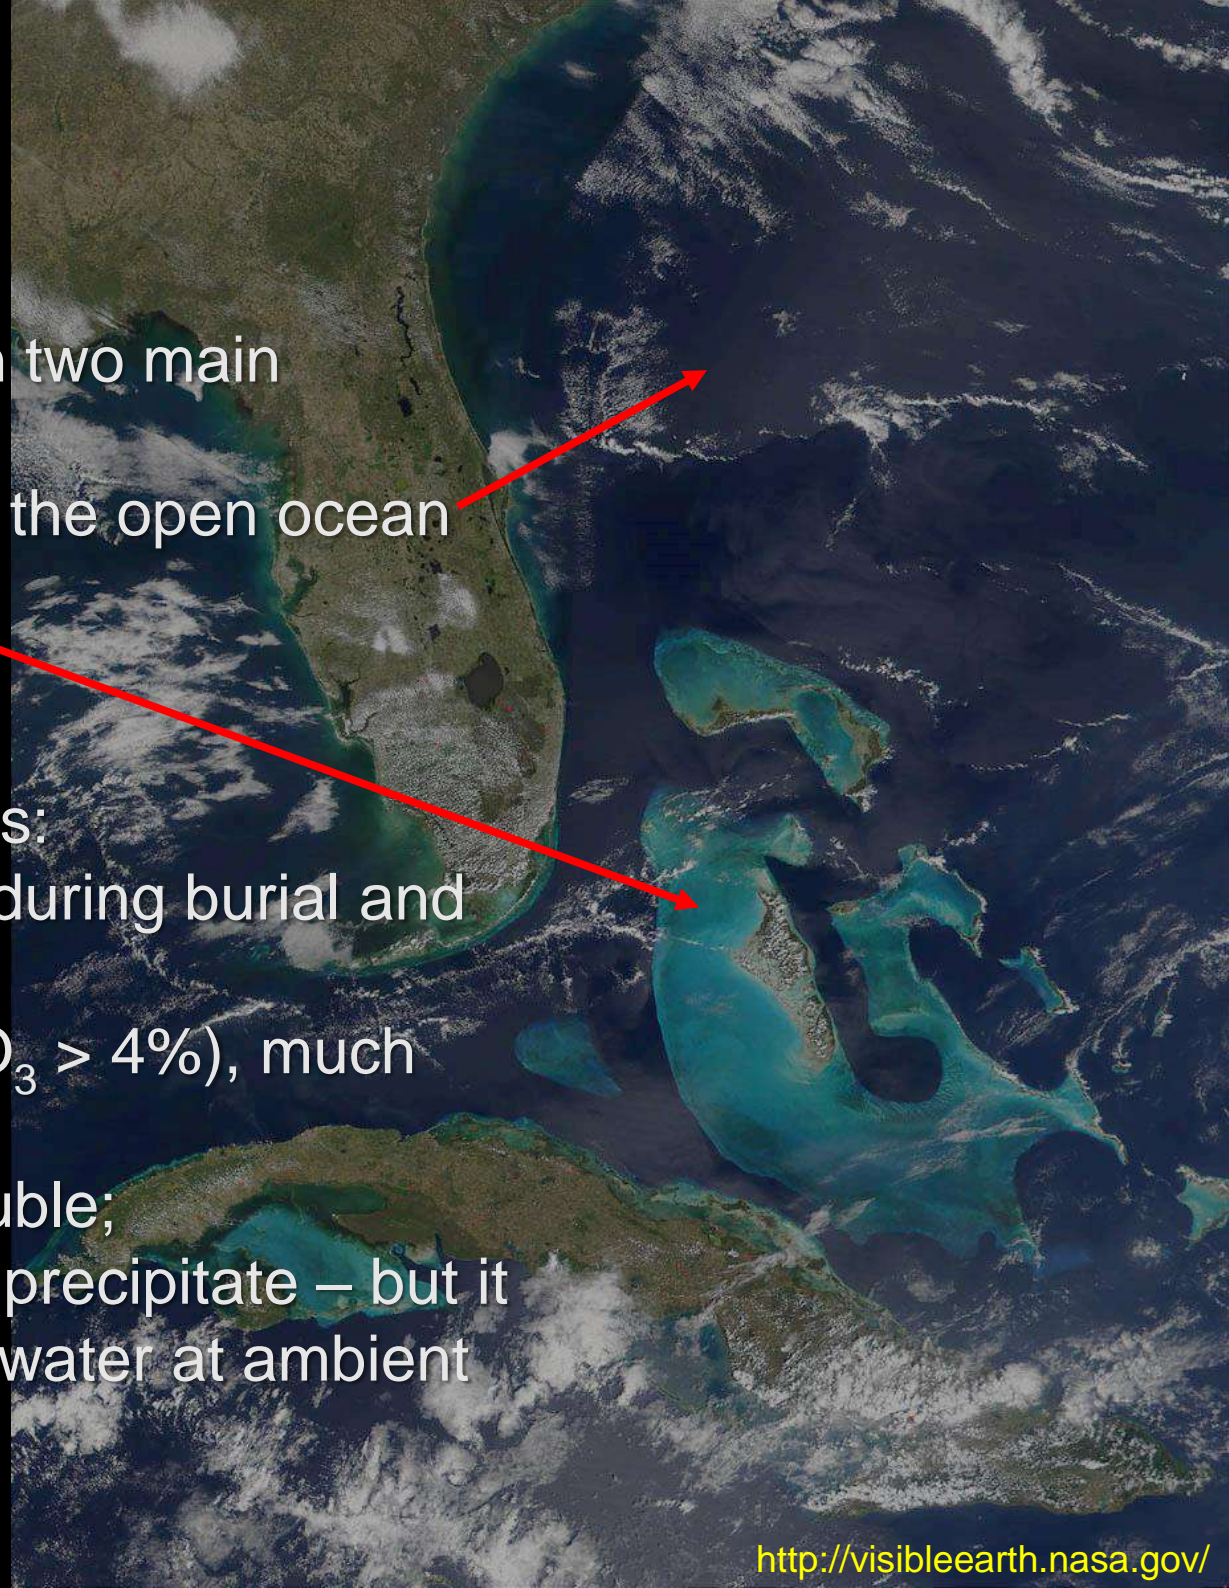 two main
the open ocean
s:
during burial and
₃ > 4%), much
uble;
precipitate – but it
water at ambient
http://visibleearth.nasa.gov/